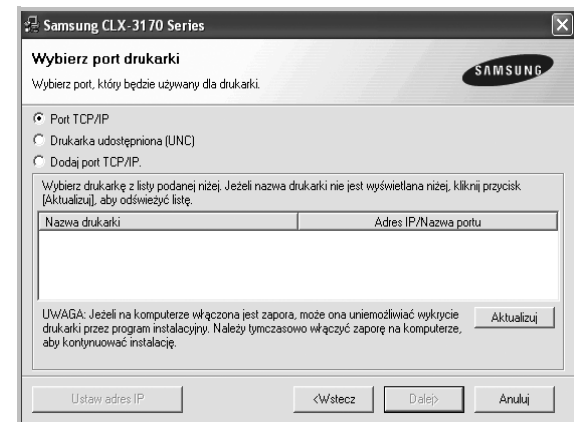 Samsung CLX-3170 Series
Wybierz port drukarki
Wybierz port, który będzie używany dla drukarki.
SAMSUNG
Port TCP/IP
Drukarka udostępniona (UNC)
Dodaj port TCP/IP.
Wybierz drukarkę z listy podanej niżej. Jeżeli nazwa drukarki nie jest wyświetlana niżej, kliknij przycisk
[Aktualizuj], aby odświeżyć listę.
Nazwa drukarki Adres IP/Nazwa portu
UWAGA: Jeżeli na komputerze włączona jest zapora, może ona uniemożliwiać wykrycie
drukarki przez program instalacyjny. Należy tymczasowo włączyć zaporę na komputerze,
aby kontynuować instalację.
Aktualizuj
Ustaw adres IP <Wstecz Dalej> Anuluj